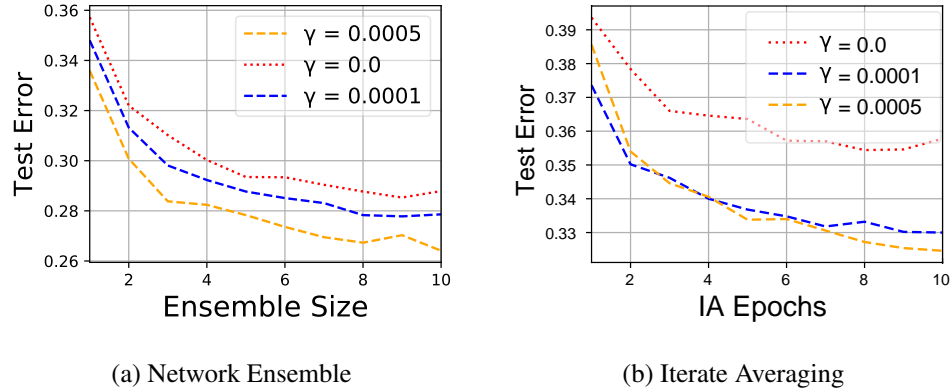 0.36
0.34
0.32
0.30
0.28
0.26
Test Error
γ = 0.0005
γ = 0.0
γ = 0.0001
2
4
6
8
10
Ensemble Size
(a) Network Ensemble
0.39
0.38
0.37
0.36
0.35
0.34
0.33
Test Error
γ = 0.0
γ = 0.0001
γ = 0.0005
2
4
6
8
10
IA Epochs
(b) Iterate Averaging